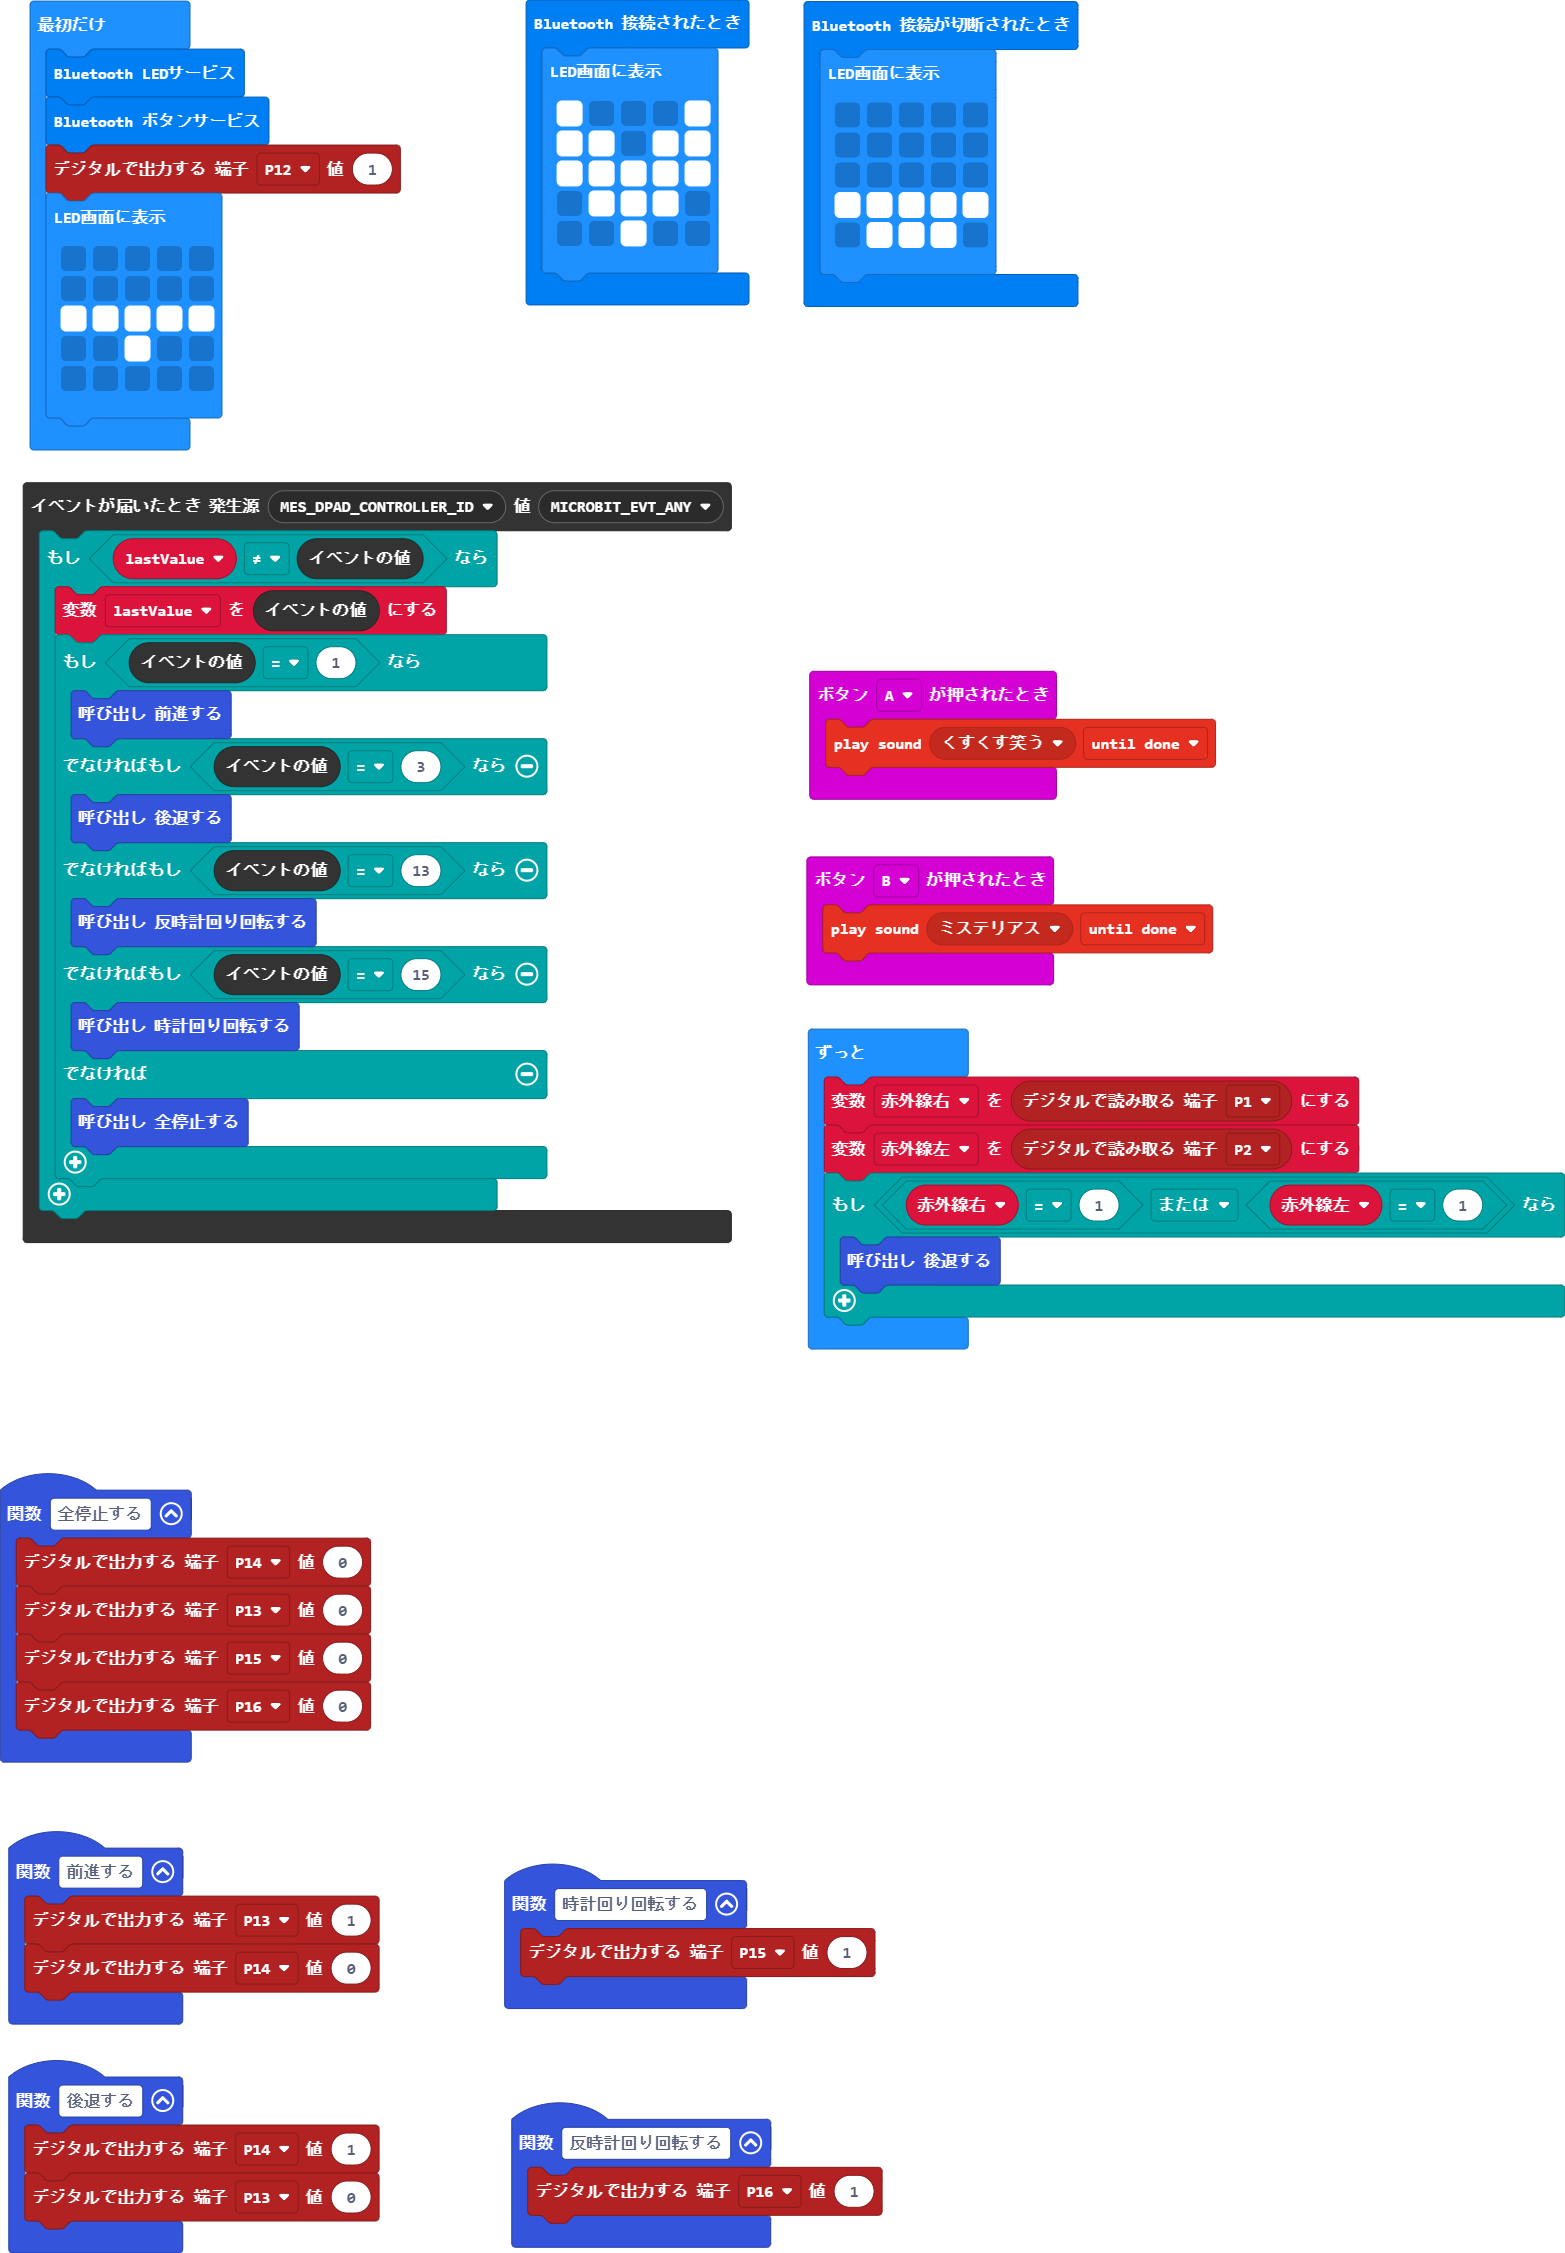 最初だけ
Bluetooth LEDサービス
Bluetooth ボタンサービス
デジタルで出力する 端子 P12 値 1
LED画面に表示
Bluetooth 接続されたとき
LED画面に表示
Bluetooth 接続が切断されたとき
LED画面に表示
イベントが届いたとき 発生源 MES_DPAD_CONTROLLER_ID 値 MICROBIT_EVT_ANY
もし lastValue ≠ イベントの値 なら
変数 lastValue を イベントの値 にする
もし イベントの値 = 1 なら
呼び出し 前進する
でなければもし イベントの値 = 3 なら
呼び出し 後退する
でなければもし イベントの値 = 13 なら
呼び出し 反時計回り回転する
でなければもし イベントの値 = 15 なら
呼び出し 時計回り回転する
でなければ
呼び出し 全停止する
ボタン A が押されたとき
play sound くすくす笑う until done
ボタン B が押されたとき
play sound ミステリアス until done
ずっと
変数 赤外線右 を デジタルで読み取る 端子 P1 にする
変数 赤外線左 を デジタルで読み取る 端子 P2 にする
もし 赤外線右 = 1 または 赤外線左 = 1 なら
呼び出し 後退する
関数 全停止する
デジタルで出力する 端子 P14 値 0
デジタルで出力する 端子 P13 値 0
デジタルで出力する 端子 P15 値 0
デジタルで出力する 端子 P16 値 0
関数 前進する
デジタルで出力する 端子 P13 値 1
デジタルで出力する 端子 P14 値 0
関数 時計回り回転する
デジタルで出力する 端子 P15 値 1
関数 後退する
デジタルで出力する 端子 P14 値 1
デジタルで出力する 端子 P13 値 0
関数 反時計回り回転する
デジタルで出力する 端子 P16 値 1